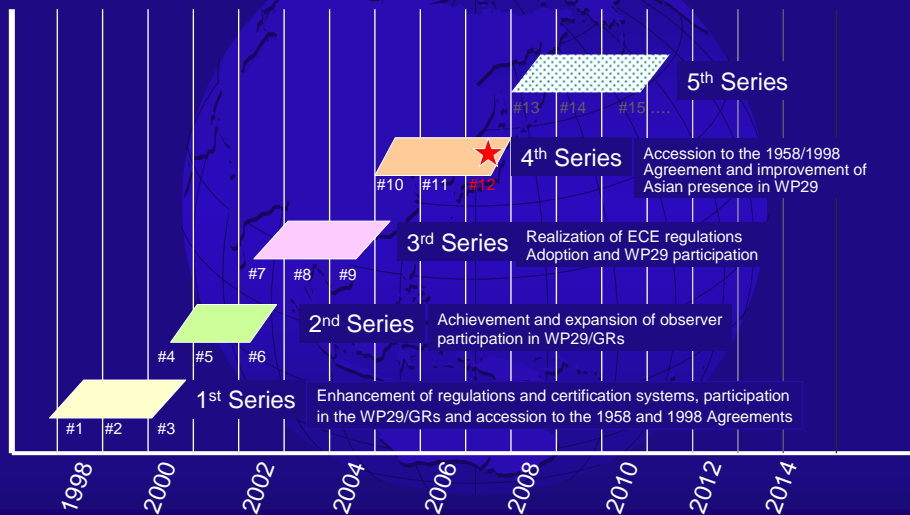 5th Series
#13 #14 #15 ....
4th Series
Accession to the 1958/1998
Agreement and improvement of
Asian presence in WP29
#10 #11 #12
3rd Series
Realization of ECE regulations
Adoption and WP29 participation
#7 #8 #9
2nd Series
Achievement and expansion of observer
participation in WP29/GRs
#4 #5 #6
1st Series
Enhancement of regulations and certification systems, participation
in the WP29/GRs and accession to the 1958 and 1998 Agreements
#1 #2 #3
1998 2000 2002 2004 2006 2008 2010 2012 2014